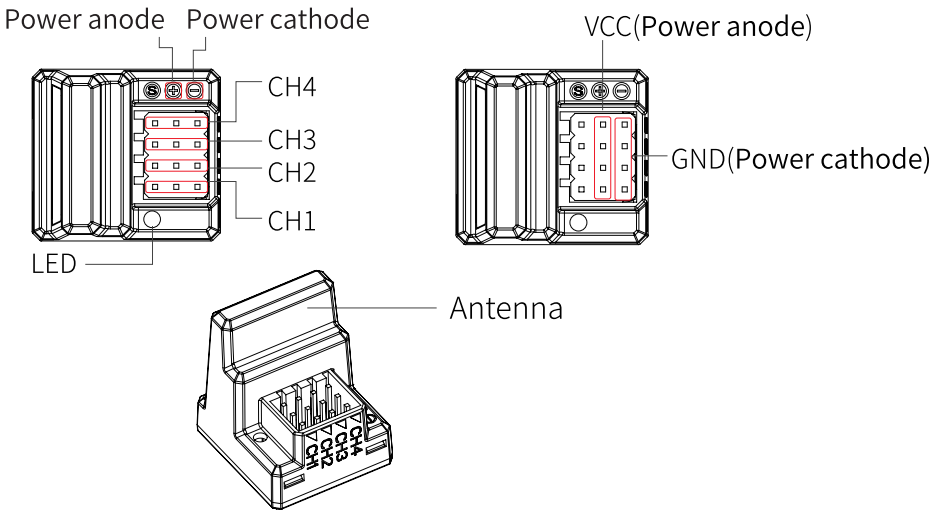 Power anode Power cathode
VCC(Power anode)
S + −
CH4
CH3
CH2
CH1
LED
S + −
GND(Power cathode)
Antenna
CH1
CH2
CH3
CH4